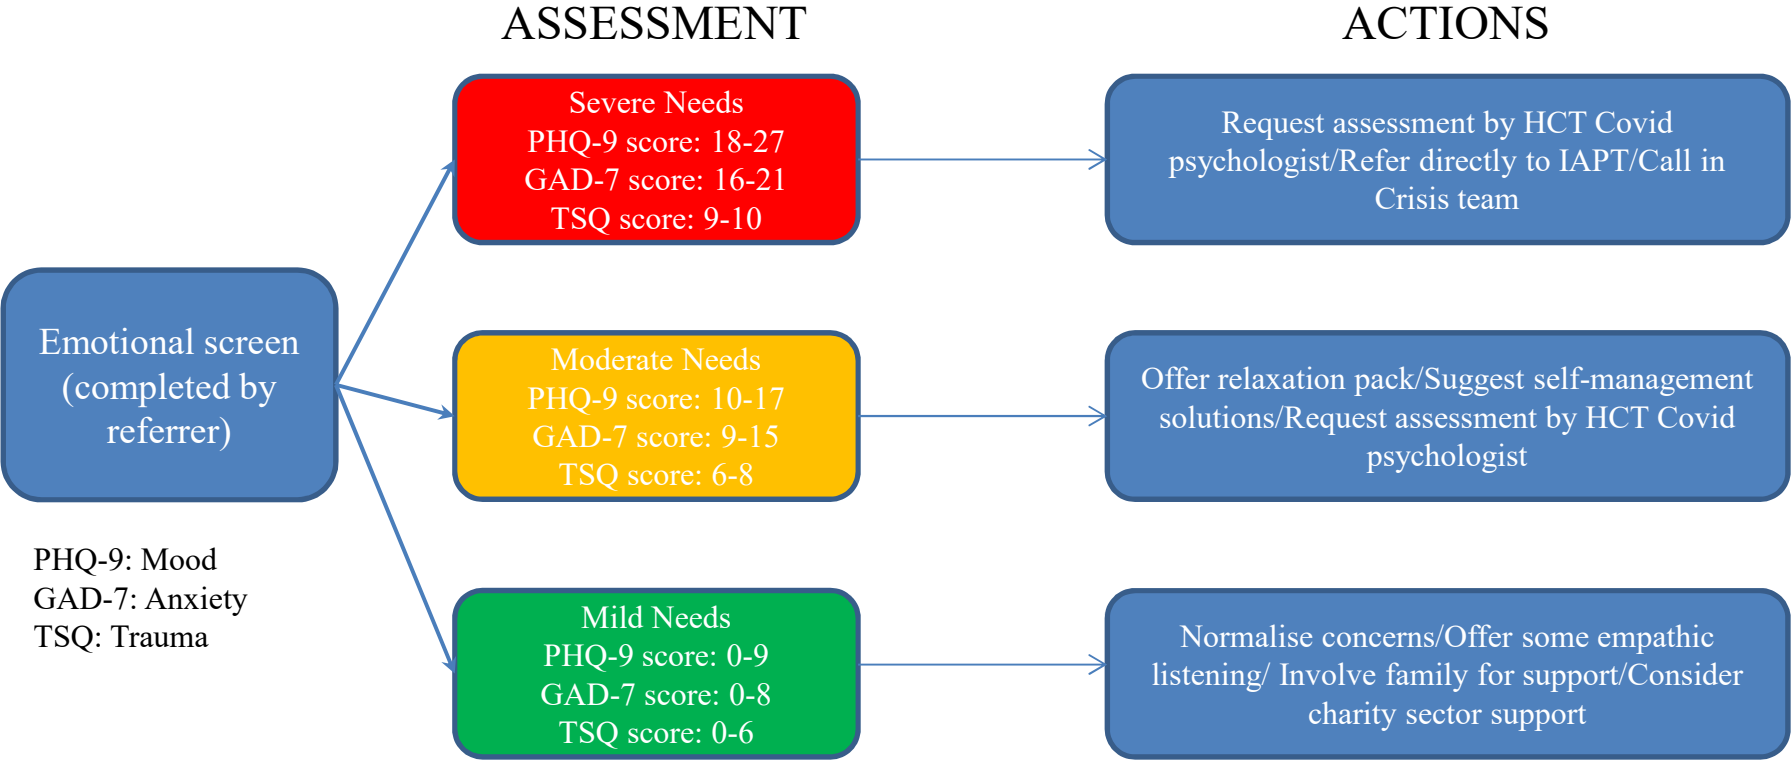 ASSESSMENT
ACTIONS
Emotional screen
(completed by
referrer)
PHQ-9: Mood
GAD-7: Anxiety
TSQ: Trauma
Severe Needs
PHQ-9 score: 18-27
GAD-7 score: 16-21
TSQ score: 9-10
Request assessment by HCT Covid
psychologist/Refer directly to IAPT/Call in
Crisis team
Moderate Needs
PHQ-9 score: 10-17
GAD-7 score: 9-15
TSQ score: 6-8
Offer relaxation pack/Suggest self-management
solutions/Request assessment by HCT Covid
psychologist
Mild Needs
PHQ-9 score: 0-9
GAD-7 score: 0-8
TSQ score: 0-6
Normalise concerns/Offer some empathic
listening/ Involve family for support/Consider
charity sector support